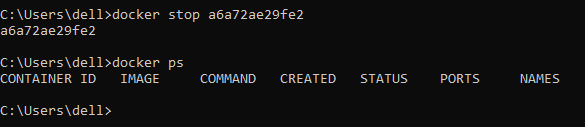 C:\Users\dell>docker stop a6a72ae29fe2
a6a72ae29fe2
C:\Users\dell>docker ps
CONTAINER ID   IMAGE     COMMAND   CREATED   STATUS    PORTS     NAMES
C:\Users\dell>